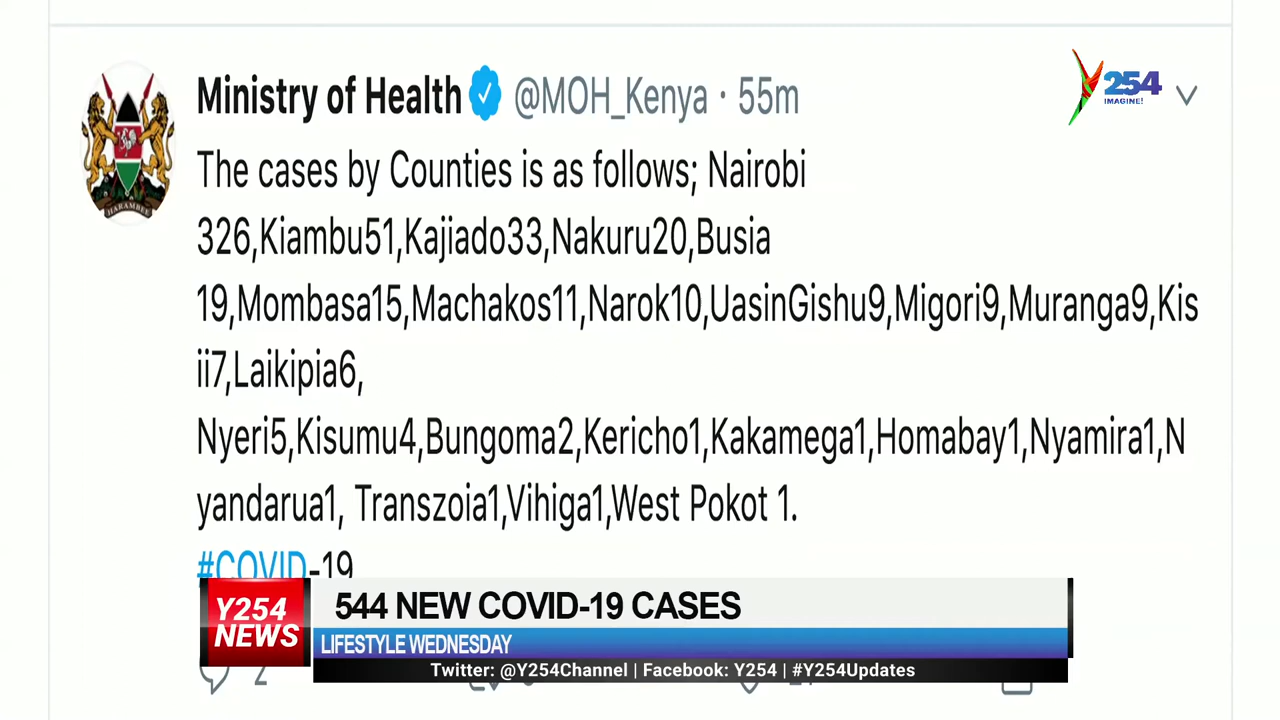 Ministry of Health @MOH_Kenya · 55m
Y254
IMAGINE!
The cases by Counties is as follows; Nairobi
326,Kiambu51,Kajiado33,Nakuru20,Busia
19,Mombasa15,Machakos11,Narok10,UasinGishu9,Migori9,Muranga9,Kis
ii7,Laikipia6,
Nyeri5,Kisumu4,Bungoma2,Kericho1,Kakamega1,Homabay1,Nyamira1,N
yandarua1, Transzoia1,Vihiga1,West Pokot 1.
#COVID-19
HARAMBEE
Y254
NEWS
544 NEW COVID-19 CASES
LIFESTYLE WEDNESDAY
Twitter: @Y254Channel | Facebook: Y254 | #Y254Updates
2